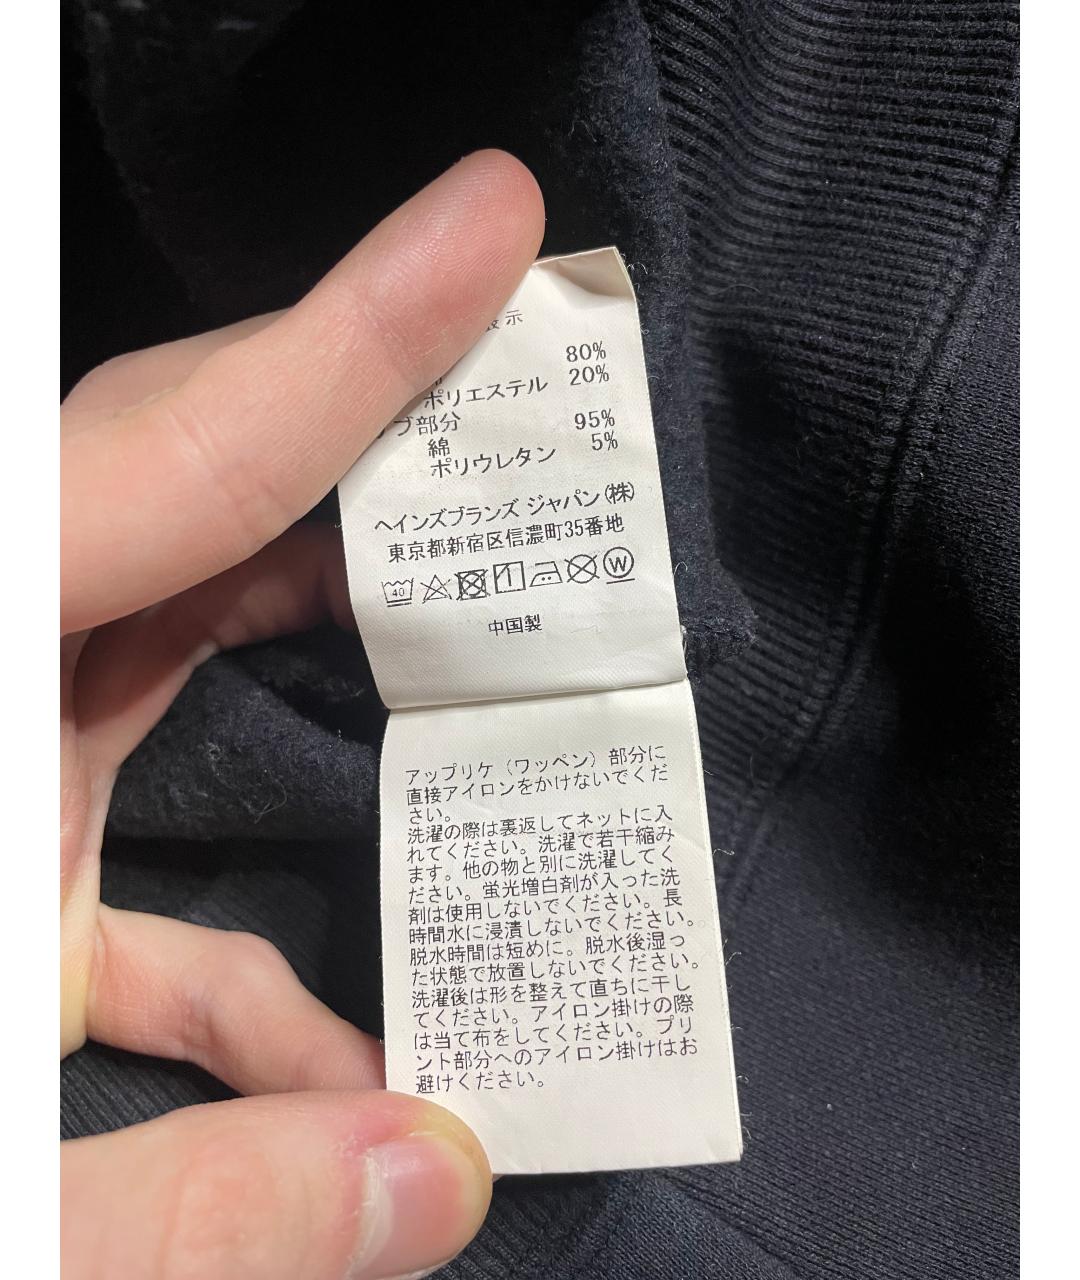 表示
80%
ポリエステル 20%
リブ部分
綿 95%
ポリウレタン 5%
ヘインズブランズ ジャパン(株)
東京都新宿区信濃町35番地
40 W
中国製
アップリケ(ワッペン)部分に
直接アイロンをかけないでくだ
さい。
洗濯の際は裏返してネットに入
れてください。洗濯で若干縮み
ます。他の物と別に洗濯してく
ださい。蛍光増白剤が入った洗
剤は使用しないでください。長
時間水に浸漬しないでください。
脱水時間は短めに。脱水後湿っ
た状態で放置しないでください。
洗濯後は形を整えて直ちに干し
てください。アイロン掛けの際
は当て布をしてください。プリ
ント部分へのアイロン掛けはお
避けください。